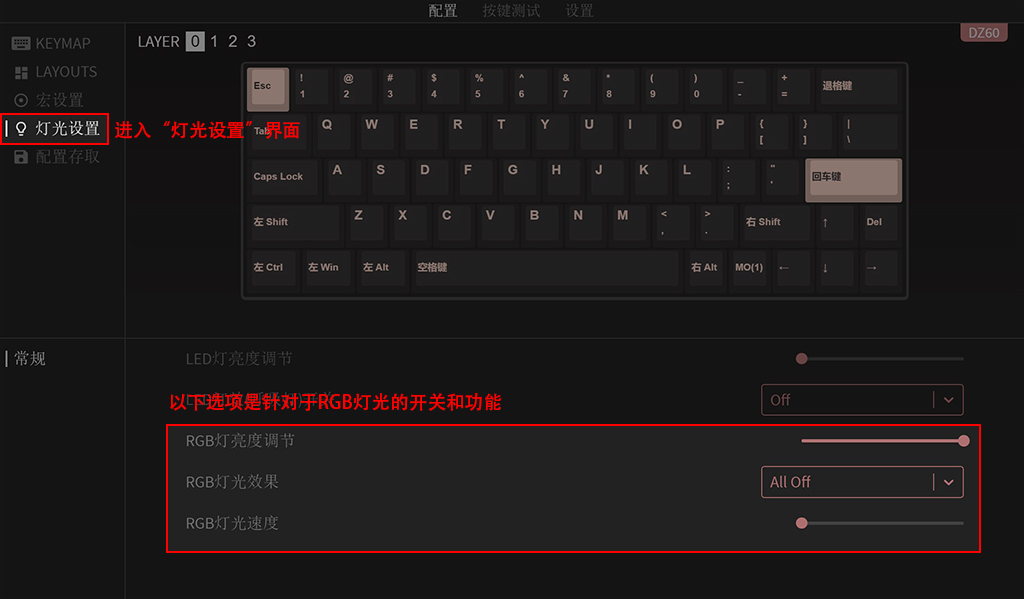 配置 按键测试 设置
KEYMAP
LAYOUTS
宏设置
灯光设置
配置存取
进入“灯光设置”界面
LAYER 0 1 2 3
DZ60
Esc ! 1 @ 2 # 3 $ 4 % 5 ^ 6 & 7 * 8 ( 9 ) 0 _ - + = 退格键
Tab Q W E R T Y U I O P { [ } ] | \
Caps Lock A S D F G H J K L : ; " ' 回车键
左 Shift Z X C V B N M < , > . 右 Shift ↑ Del
左 Ctrl 左 Win 左 Alt 空格键 右 Alt MO(1) ← ↓ →
常规
LED灯亮度调节
以下选项是针对于RGB灯光的开关和功能
Off
RGB灯亮度调节
RGB灯光效果
All Off
RGB灯光速度